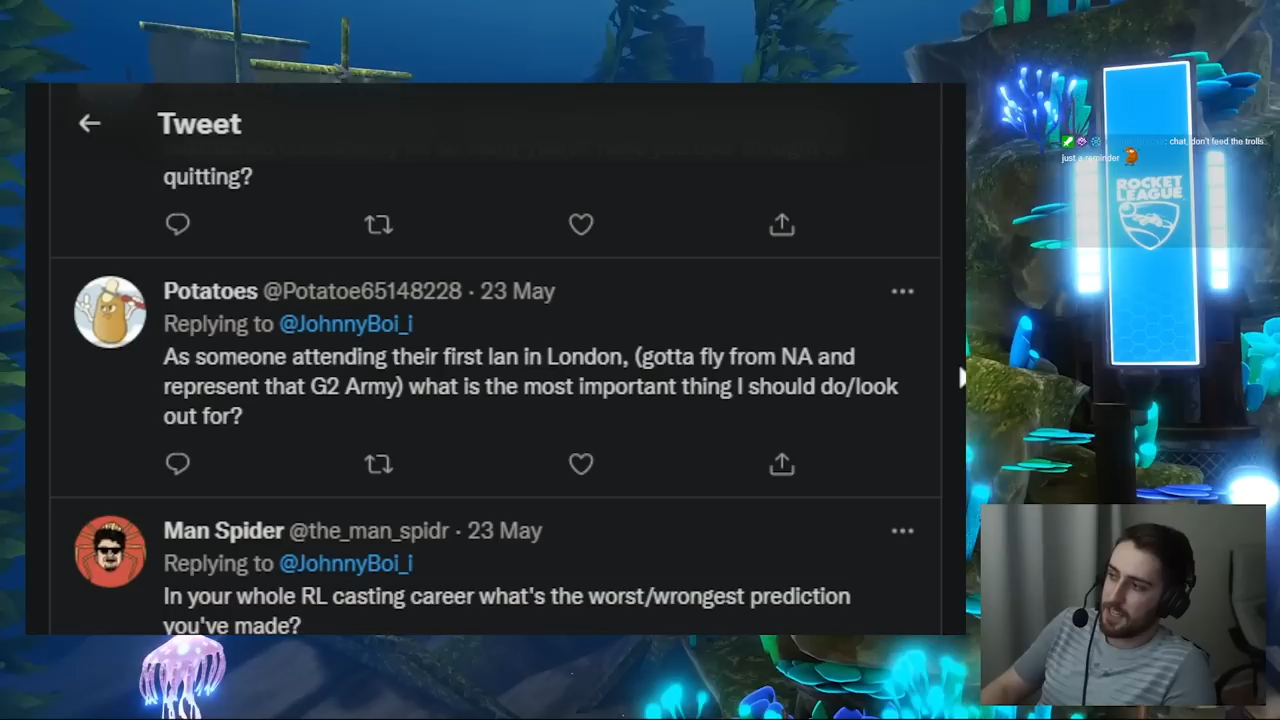 Tweet
quitting?
Potatoes @Potatoe65148228 · 23 May
Replying to @JohnnyBoi_i
As someone attending their first lan in London, (gotta fly from NA and
represent that G2 Army) what is the most important thing I should do/look
out for?
Man Spider @the_man_spidr · 23 May
Replying to @JohnnyBoi_i
In your whole RL casting career what's the worst/wrongest prediction
you've made?
: chat, don't feed the trolls.
just a reminder
ROCKET
LEAGUE